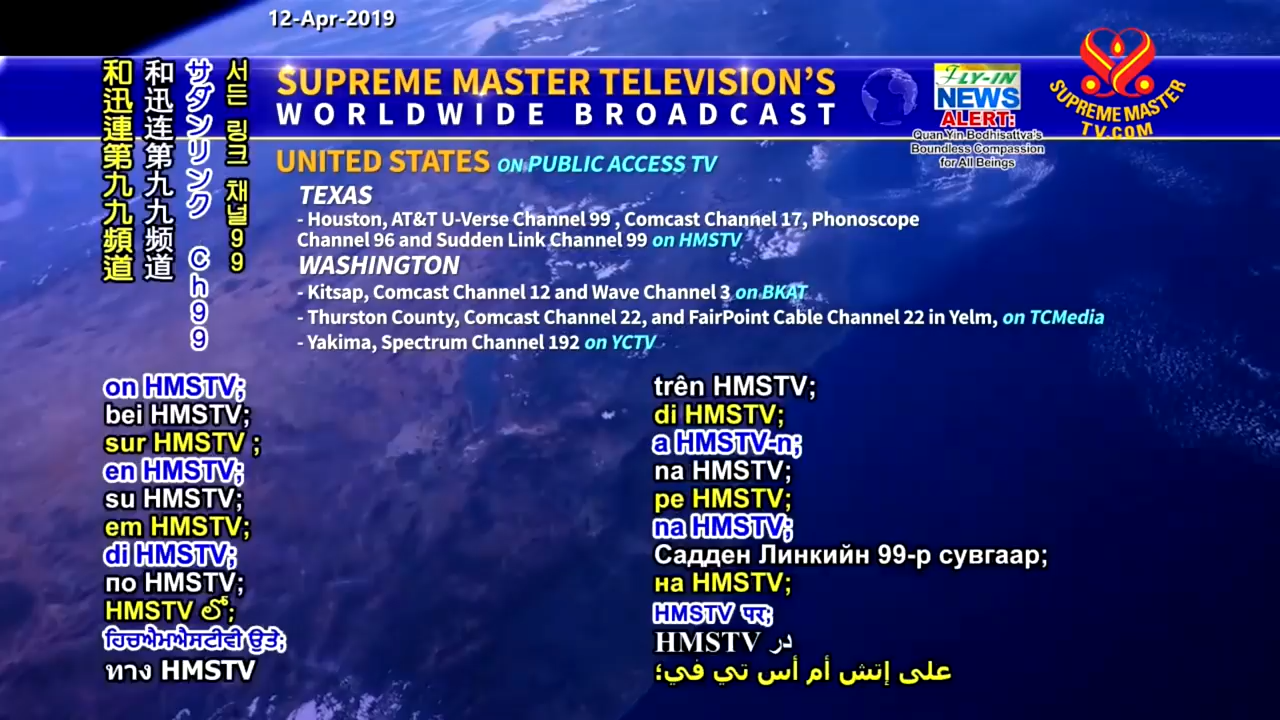 12-Apr-2019
SUPREME MASTER TELEVISION'S
WORLDWIDE BROADCAST
FLY-IN
NEWS
ALERT:
Quan Yin Bodhisattva's
Boundless Compassion
for All Beings
SUPREME MASTER
TV.COM
UNITED STATES ON PUBLIC ACCESS TV
TEXAS
- Houston, AT&T U-Verse Channel 99 , Comcast Channel 17, Phonoscope
Channel 96 and Sudden Link Channel 99 on HMSTV
WASHINGTON
- Kitsap, Comcast Channel 12 and Wave Channel 3 on BKAT
- Thurston County, Comcast Channel 22, and FairPoint Cable Channel 22 in Yelm, on TCMedia
- Yakima, Spectrum Channel 192 on YCTV
和迅連第九九頻道
和迅连第九九频道
サダンリンク Ch99
서든 링크 채널99
on HMSTV;
bei HMSTV;
sur HMSTV ;
en HMSTV;
su HMSTV;
em HMSTV;
di HMSTV;
по HMSTV;
HMSTV లో;
ਹਿਚਐਮਐਸਟੀਵੀ ਉਤੇ;
ทาง HMSTV
trên HMSTV;
di HMSTV;
a HMSTV-n;
na HMSTV;
pe HMSTV;
na HMSTV;
Садден Линкийн 99-р сувгаар;
на HMSTV;
HMSTV पर;
HMSTV در
على إتش أم أس تي في؛